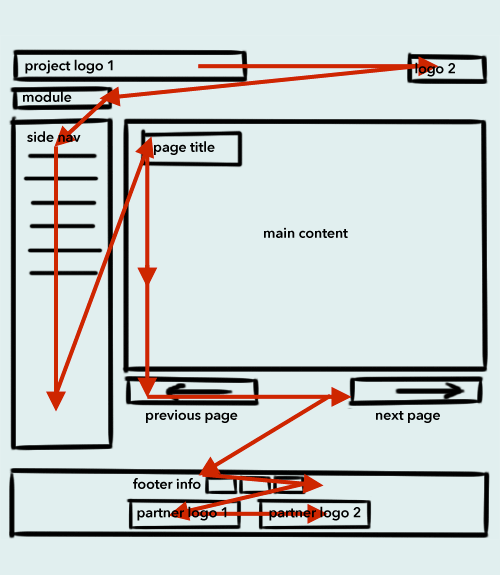 project logo 1
logo 2
module
side nav
page title
main content
previous page
next page
footer info
partner logo 1
partner logo 2